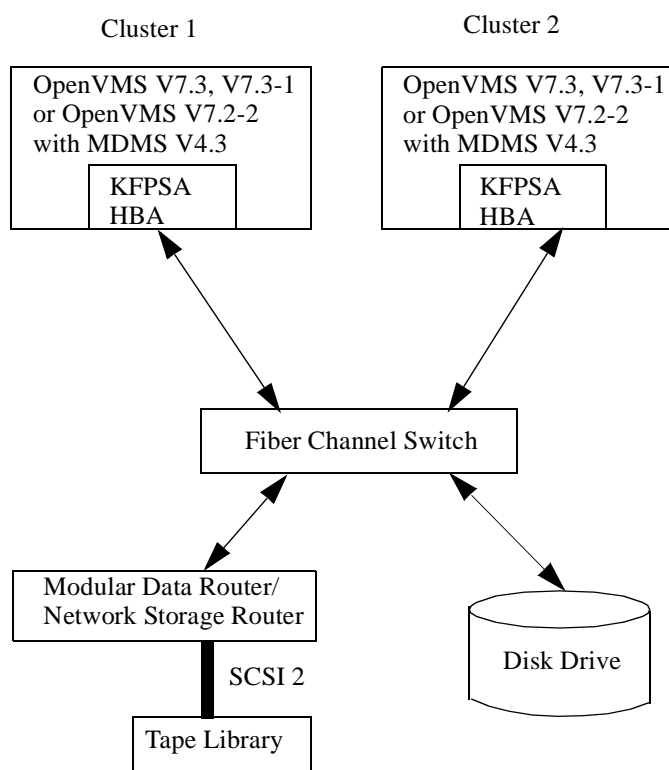 Cluster 1
Cluster 2
OpenVMS V7.3, V7.3-1
or OpenVMS V7.2-2
with MDMS V4.3
KFPSA
HBA
OpenVMS V7.3, V7.3-1
or OpenVMS V7.2-2
with MDMS V4.3
KFPSA
HBA
Fiber Channel Switch
Modular Data Router/
Network Storage Router
SCSI 2
Tape Library
Disk Drive